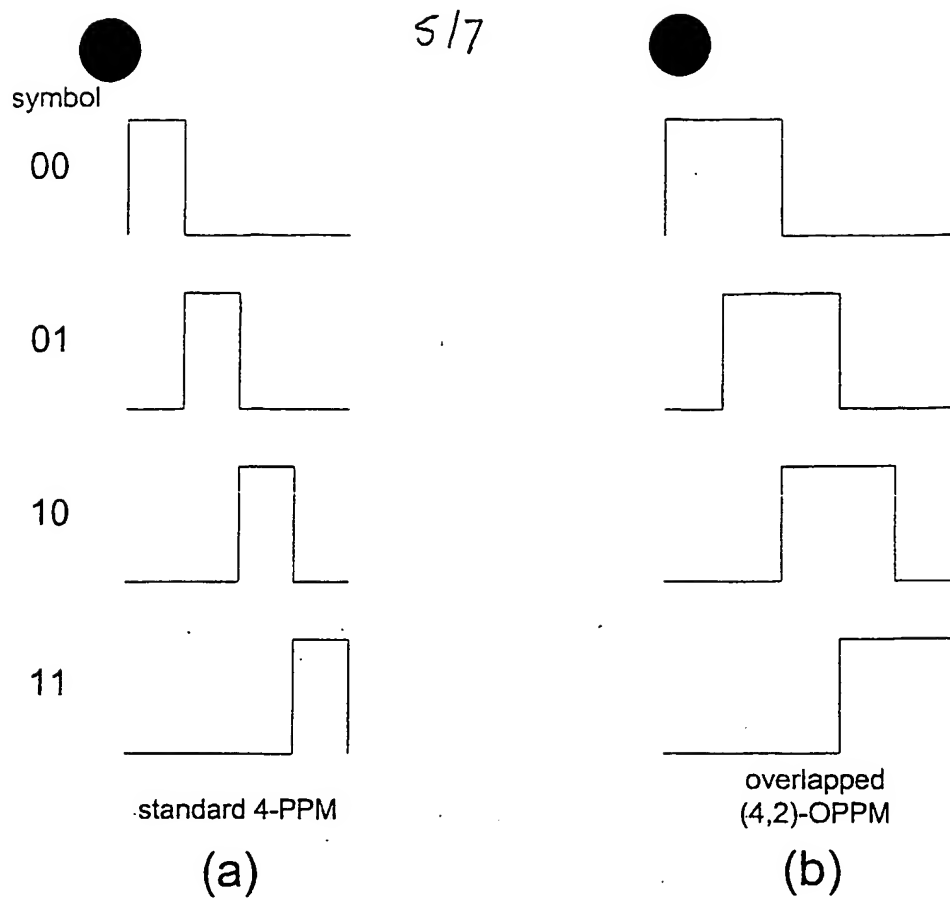 5/7
symbol
00
01
10
11
standard 4-PPM
overlapped
(4,2)-OPPM
(a)
(b)